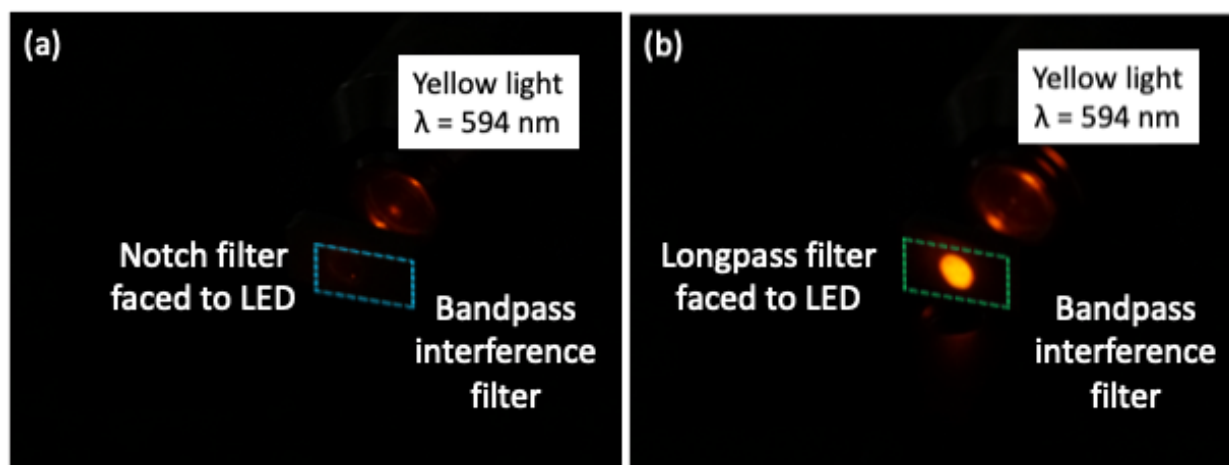 (a)
Yellow light
λ = 594 nm
Notch filter
faced to LED
Bandpass
interference
filter
(b)
Yellow light
λ = 594 nm
Longpass filter
faced to LED
Bandpass
interference
filter